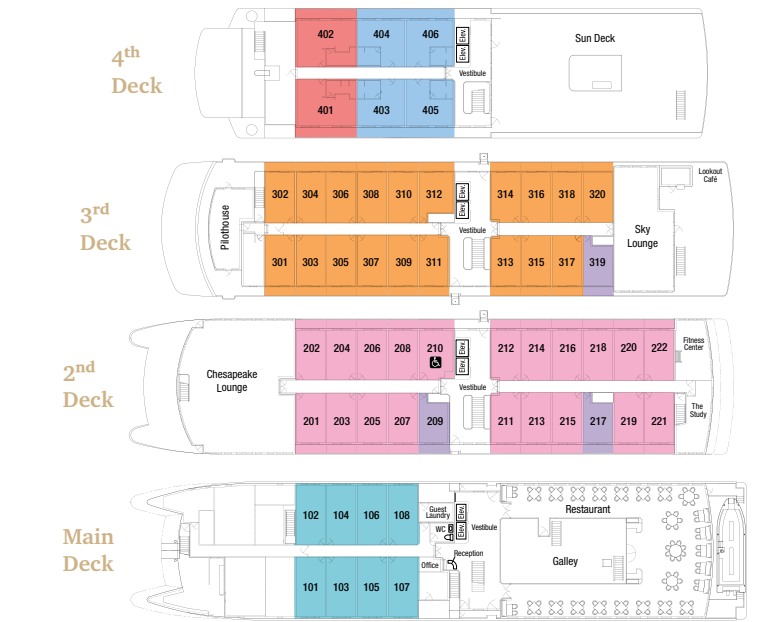 4th
Deck
402 404 406
Elev.
Elev.
Vestibule
Sun Deck
401 403 405
3rd
Deck
Pilothouse
302 304 306 308 310 312
Elev.
Elev.
314 316 318 320
Lookout
Café
Vestibule
Sky
Lounge
301 303 305 307 309 311
313 315 317 319
2nd
Deck
Chesapeake
Lounge
202 204 206 208 210
Elev.
Elev.
212 214 216 218 220 222
Fitness
Center
Vestibule
201 203 205 207 209
211 213 215 217 219 221
The
Study
Main
Deck
102 104 106 108
Guest
Laundry
WC
Elev.
Elev.
Vestibule
Restaurant
Reception
Office
Galley
101 103 105 107